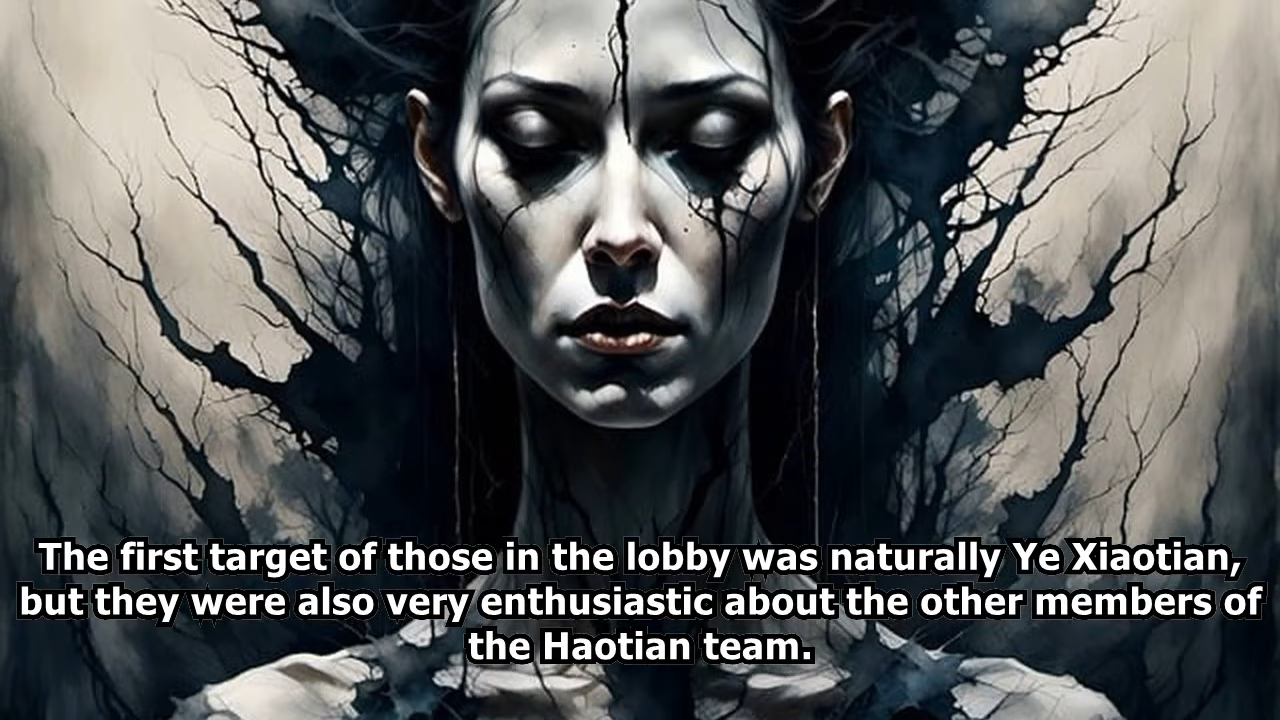 The first target of those in the lobby was naturally Ye Xiaotian,
but they were also very enthusiastic about the other members of
the Haotian team.